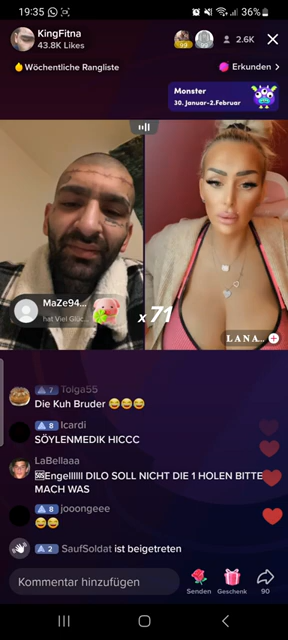 19:35
36%
KingFitna
43.8K Likes
2.6K
Wöchentliche Rangliste
Erkunden >
Monster
30. Januar-2.Februar
MaZe94...
hat Viel Glüc...
x 71
LANA...
7 Tolga55
Die Kuh Bruder 😂😂😂
8 Icardi
SÖYLENMEDIK HICCC
LaBellaaa
🆘Engelllllll DILO SOLL NICHT DIE 1 HOLEN BITTE
MACH WAS
8 jooongeee
😂😂
2 SaufSoldat ist beigetreten
Kommentar hinzufügen
Senden
Geschenk
90